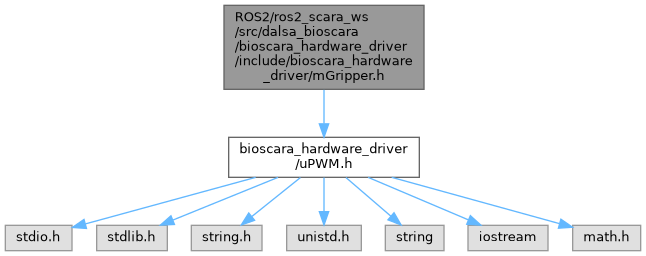 ROS2/ros2_scara_ws
/src/dalsa_bioscara
/bioscara_hardware_driver
/include/bioscara_hardware
_driver/mGripper.h
bioscara_hardware_driver
/uPWM.h
stdio.h
stdlib.h
string.h
unistd.h
string
iostream
math.h